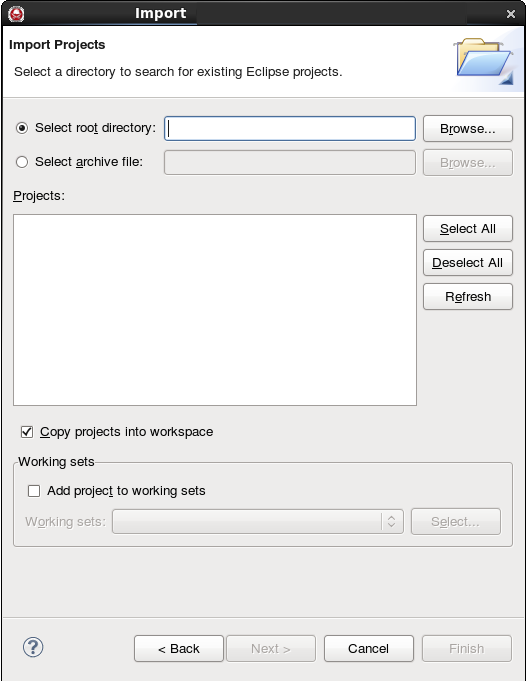 Import
Import Projects
Select a directory to search for existing Eclipse projects.
Select root directory:
Browse...
Select archive file:
Browse...
Projects:
Select All
Deselect All
Refresh
Copy projects into workspace
Working sets
Add project to working sets
Working sets:
Select...
?
< Back
Next >
Cancel
Finish